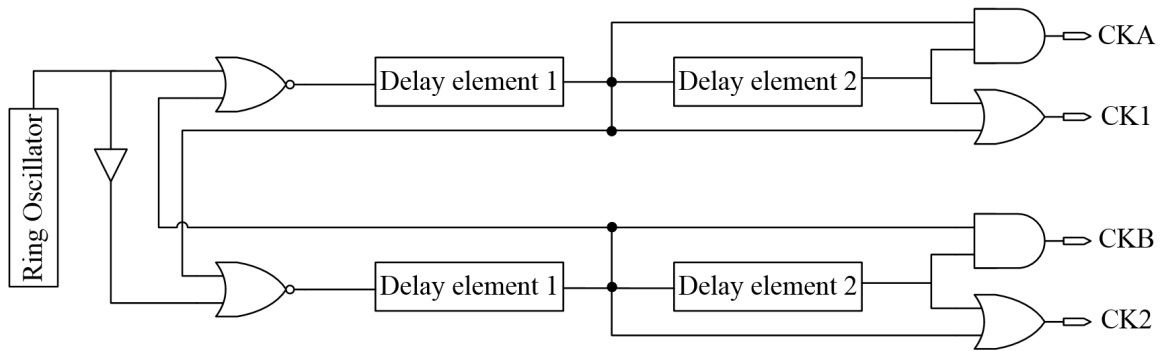 Ring Oscillator
Delay element 1
Delay element 2
CKA
CK1
Delay element 1
Delay element 2
CKB
CK2